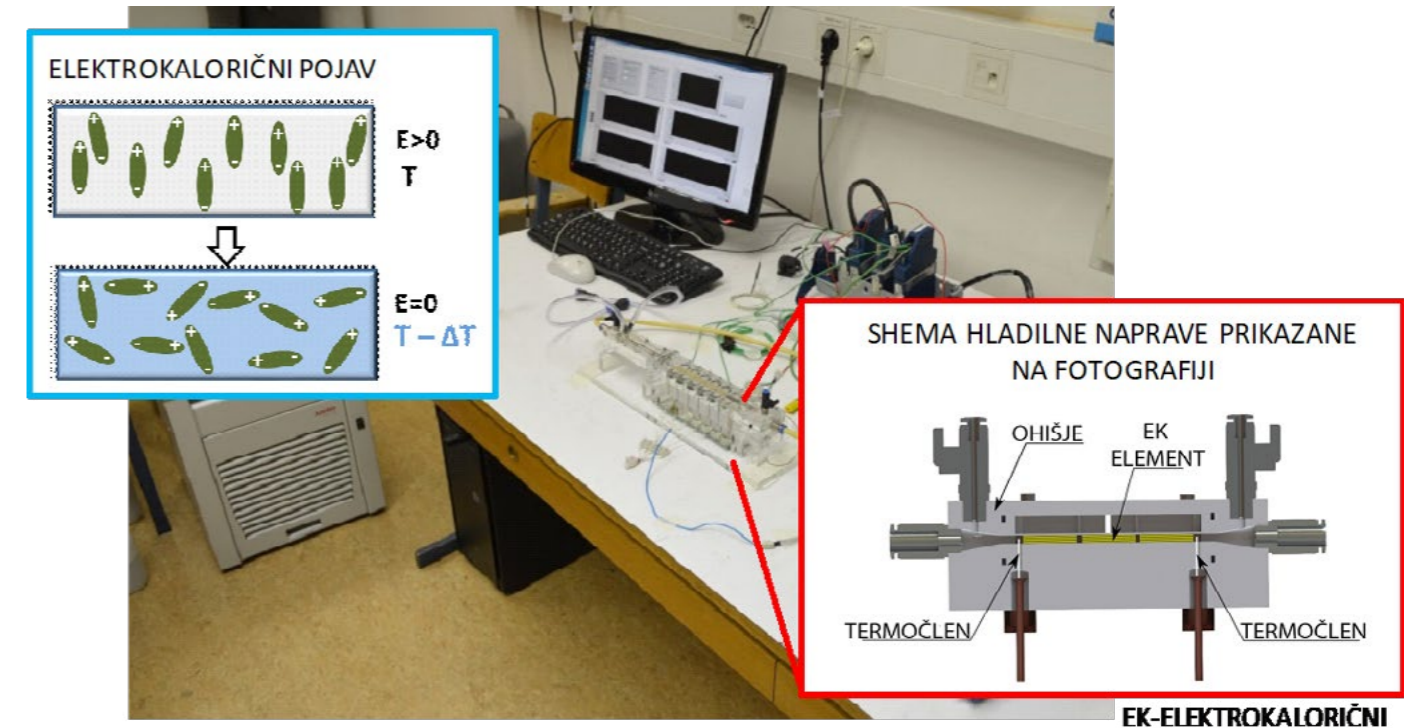 ELEKTROKALORIČNI POJAV
E>0
T
E=0
T – ΔT
SHEMA HLADILNE NAPRAVE PRIKAZANE
NA FOTOGRAFIJI
OHIŠJE
EK
ELEMENT
TERMOČLEN
TERMOČLEN
EK-ELEKTROKALORIČNI